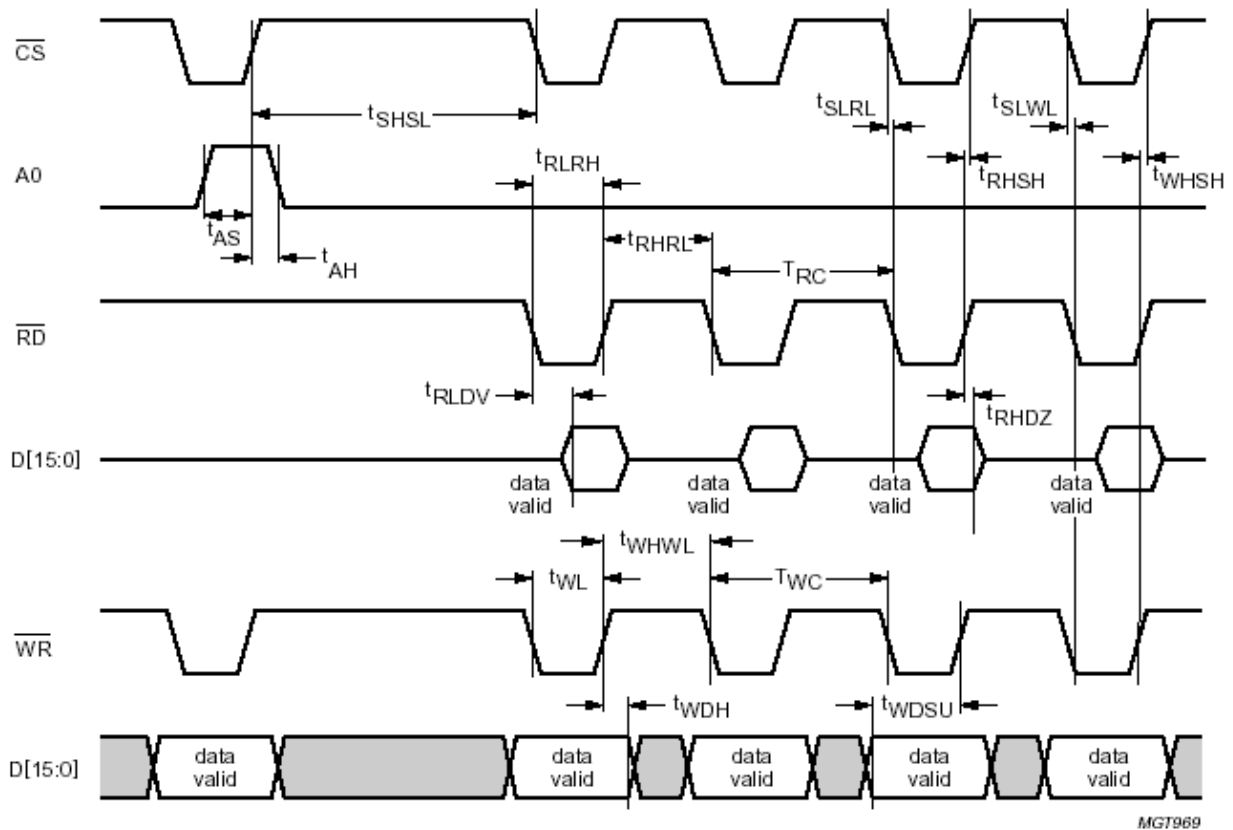 CS
tSHSL
tSLRL
tSLWL
A0
tRLRH
tRHSH
tWHSH
tAS
tAH
tRHRL
TRC
RD
tRLDV
tRHDZ
D[15:0]
data valid
data valid
data valid
data valid
tWHWL
tWL
TWC
WR
tWDH
tWDSU
D[15:0]
data valid
data valid
data valid
data valid
data valid
MGT969